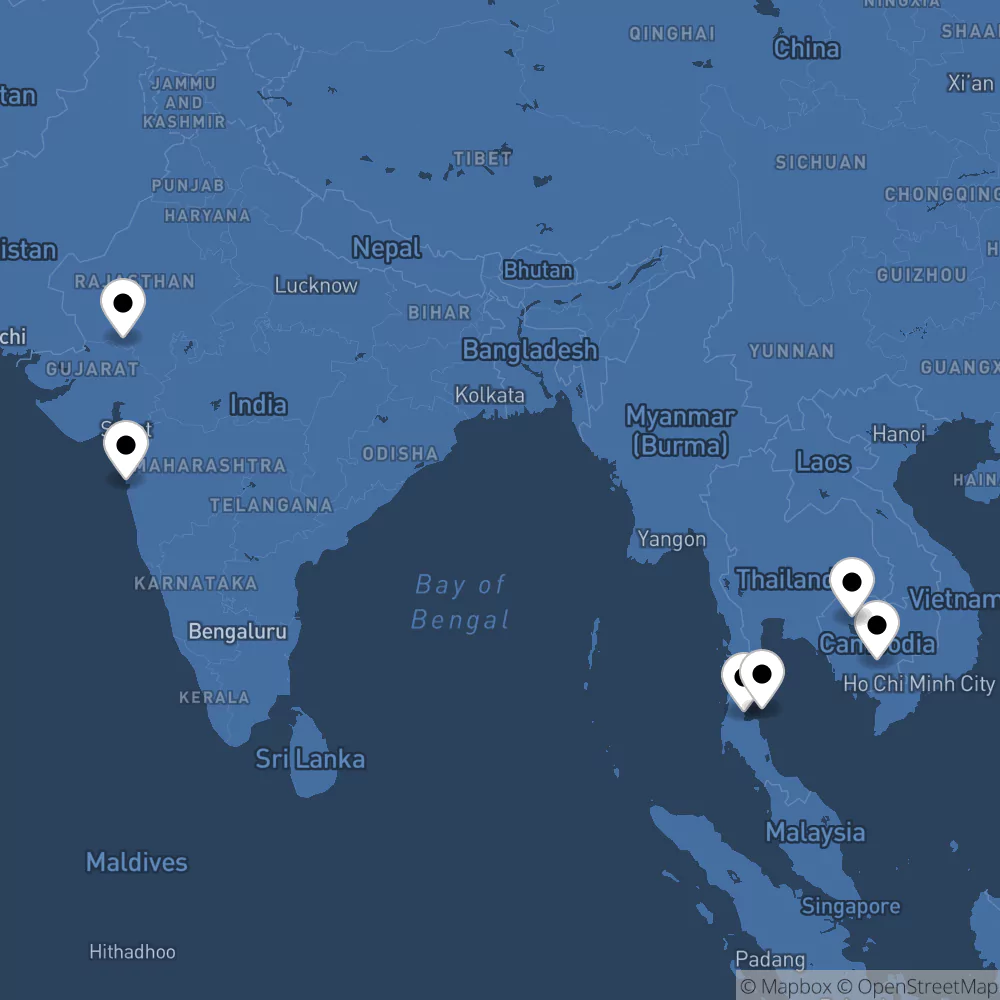 NINGXIA
QINGHAI
SHAA
China
Xi'an
JAMMU
AND
KASHMIR
tan
TIBET
SICHUAN
PUNJAB
CHONGQING
HARYANA
istan
Nepal
H
Bhutan
GUIZHOU
RAJASTHAN
Lucknow
BIHAR
chi
Bangladesh
YUNNAN
GUJARAT
GUANGX
Kolkata
India
Myanmar
(Burma)
Hanoi
ODISHA
Laos
MAHARASHTRA
HAIN
TELANGANA
Yangon
KARNATAKA
Bay of
Bengal
Thailand
Vietnam
Bengaluru
Cambodia
Ho Chi Minh City
KERALA
Sri Lanka
Malaysia
Maldives
Singapore
Hithadhoo
Padang
© Mapbox © OpenStreetMap